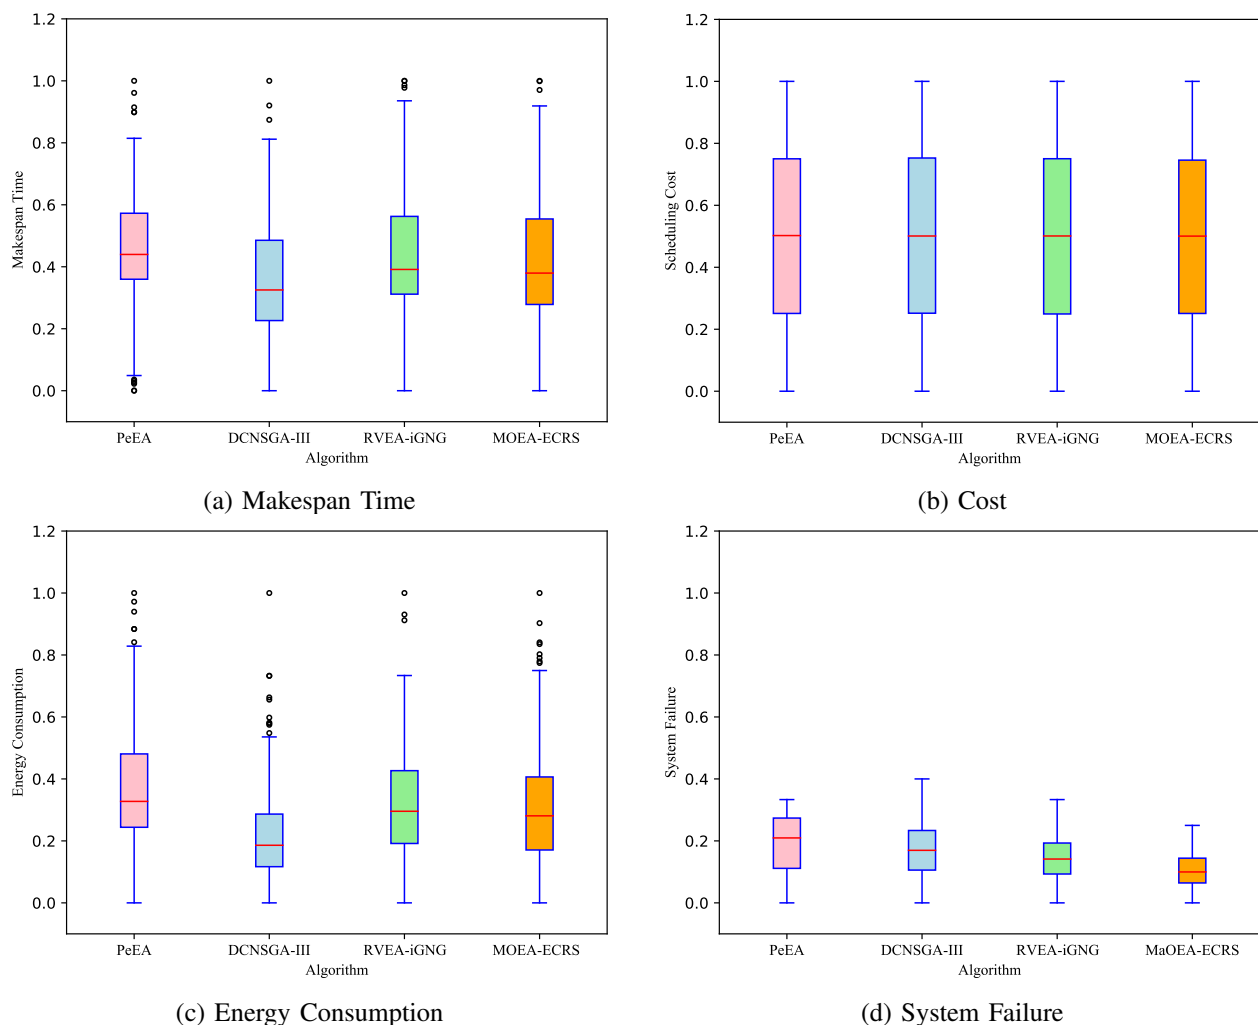 1.2
1.0
0.8
0.6
0.4
0.2
0.0
Makespan Time
PeEA DCNSGA-III RVEA-iGNG MOEA-ECRS
Algorithm
(a) Makespan Time
1.2
1.0
0.8
0.6
0.4
0.2
0.0
Scheduling Cost
PeEA DCNSGA-III RVEA-iGNG MOEA-ECRS
Algorithm
(b) Cost
1.2
1.0
0.8
0.6
0.4
0.2
0.0
Energy Consumption
PeEA DCNSGA-III RVEA-iGNG MOEA-ECRS
Algorithm
(c) Energy Consumption
1.2
1.0
0.8
0.6
0.4
0.2
0.0
System Failure
PeEA DCNSGA-III RVEA-iGNG MaOEA-ECRS
Algorithm
(d) System Failure